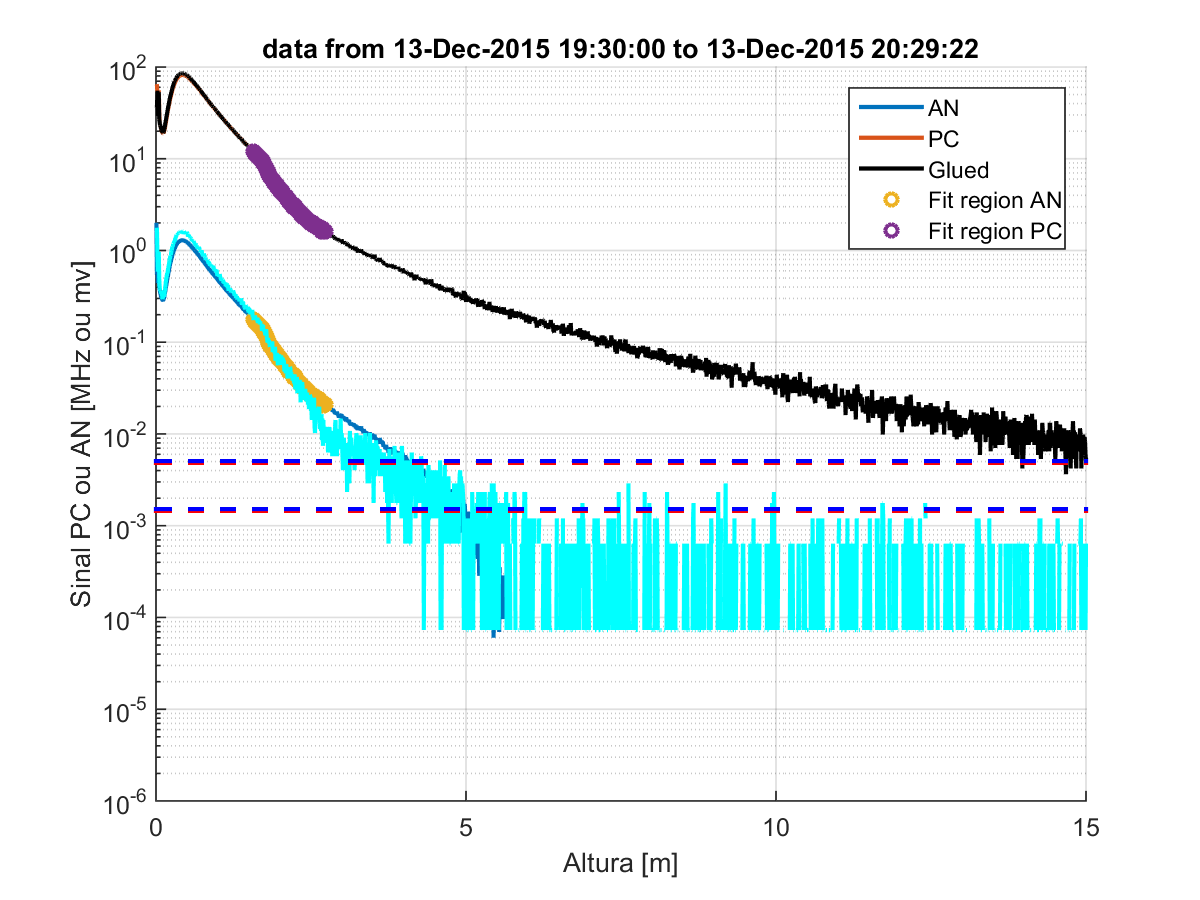 data from 13-Dec-2015 19:30:00 to 13-Dec-2015 20:29:22
Sinal PC ou AN [MHz ou mv]
10^2
10^1
10^0
10^-1
10^-2
10^-3
10^-4
10^-5
10^-6
AN
PC
Glued
Fit region AN
Fit region PC
0
5
10
15
Altura [m]